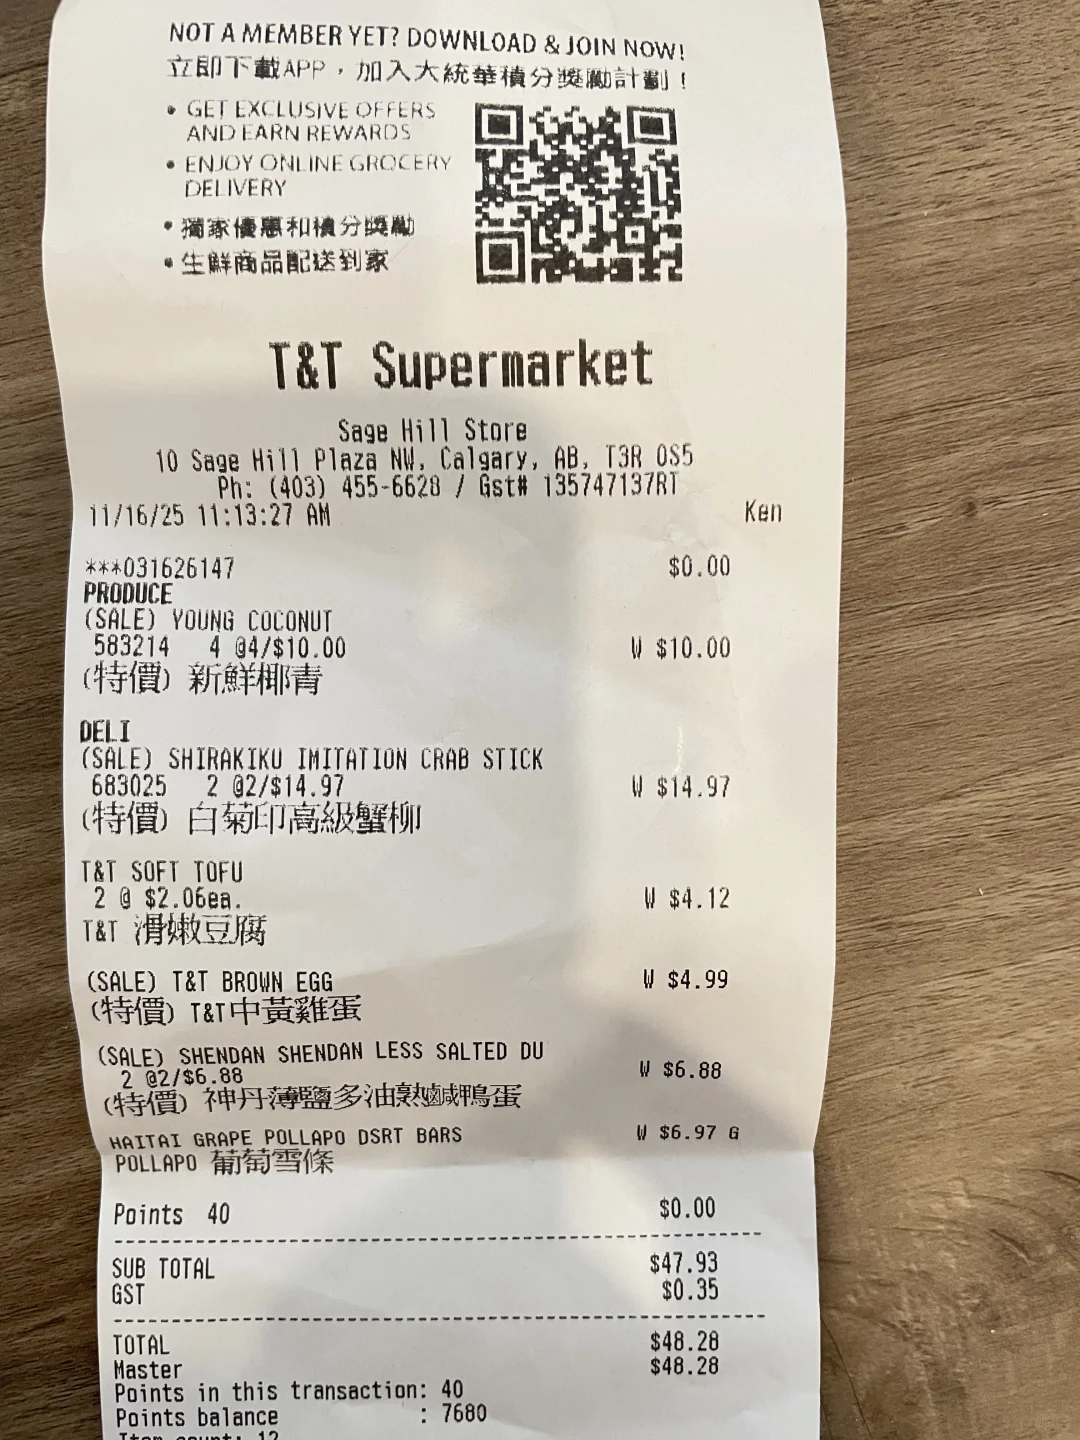 NOT A MEMBER YET? DOWNLOAD & JOIN NOW!
立即下載APP，加入大統華積分獎勵計劃！
• GET EXCLUSIVE OFFERS
AND EARN REWARDS
• ENJOY ONLINE GROCERY
DELIVERY
• 獨家優惠和積分獎勵
• 生鮮商品配送到家
T&T Supermarket
Sage Hill Store
10 Sage Hill Plaza NW, Calgary, AB, T3R 0S5
Ph: (403) 455-6628 / Gst# 135747137RT
11/16/25 11:13:27 AM Ken
***031626147 $0.00
PRODUCE
(SALE) YOUNG COCONUT
583214 4 @4/$10.00 W $10.00
(特價) 新鮮椰青
DELI
(SALE) SHIRAKIKU IMITATION CRAB STICK
683025 2 @2/$14.97 W $14.97
(特價) 白菊印高級蟹柳
T&T SOFT TOFU
2 @ $2.06ea. W $4.12
T&T 滑嫩豆腐
(SALE) T&T BROWN EGG W $4.99
(特價) T&T中黃雞蛋
(SALE) SHENDAN SHENDAN LESS SALTED DU
2 @2/$6.88 W $6.88
(特價) 神丹薄鹽多油熟鹹鴨蛋
HAITAI GRAPE POLLAPO DSRT BARS W $6.97 G
POLLAPO 葡萄雪條
Points 40 $0.00
SUB TOTAL $47.93
GST $0.35
TOTAL $48.28
Master $48.28
Points in this transaction: 40
Points balance : 7680
Item count: 12